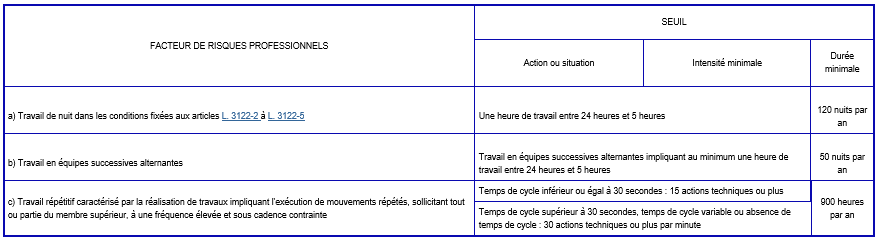 FACTEUR DE RISQUES PROFESSIONNELS
SEUIL
Action ou situation
Intensité minimale
Durée
minimale
a) Travail de nuit dans les conditions fixées aux articles L. 3122-2 à L. 3122-5
Une heure de travail entre 24 heures et 5 heures
120 nuits par
an
b) Travail en équipes successives alternantes
Travail en équipes successives alternantes impliquant au minimum une heure de
travail entre 24 heures et 5 heures
50 nuits par
an
c) Travail répétitif caractérisé par la réalisation de travaux impliquant l'exécution de mouvements répétés, sollicitant tout
ou partie du membre supérieur, à une fréquence élevée et sous cadence contrainte
Temps de cycle inférieur ou égal à 30 secondes : 15 actions techniques ou plus
Temps de cycle supérieur à 30 secondes, temps de cycle variable ou absence de
temps de cycle : 30 actions techniques ou plus par minute
900 heures
par an